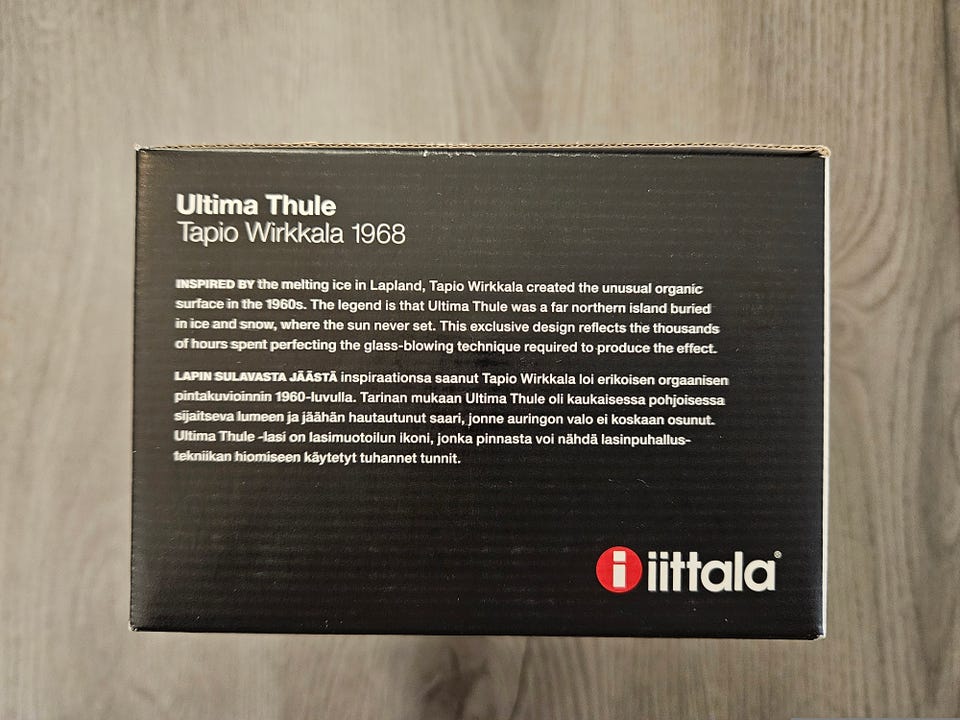 Ultima Thule
Tapio Wirkkala 1968
INSPIRED BY the melting ice in Lapland, Tapio Wirkkala created the unusual organic
surface in the 1960s. The legend is that Ultima Thule was a far northern island buried
in ice and snow, where the sun never set. This exclusive design reflects the thousands
of hours spent perfecting the glass-blowing technique required to produce the effect.
LAPIN SULAVASTA JÄÄSTÄ inspiraationsa saanut Tapio Wirkkala loi erikoisen orgaanisen
pintakuvioinnin 1960-luvulla. Tarinan mukaan Ultima Thule oli kaukaisessa pohjoisessa
sijaitseva lumeen ja jäähän hautautunut saari, jonne auringon valo ei koskaan osunut.
Ultima Thule -lasi on lasimuotoilun ikoni, jonka pinnasta voi nähdä lasinpuhallus-
tekniikan hiomiseen käytetyt tuhannet tunnit.
i iittala®